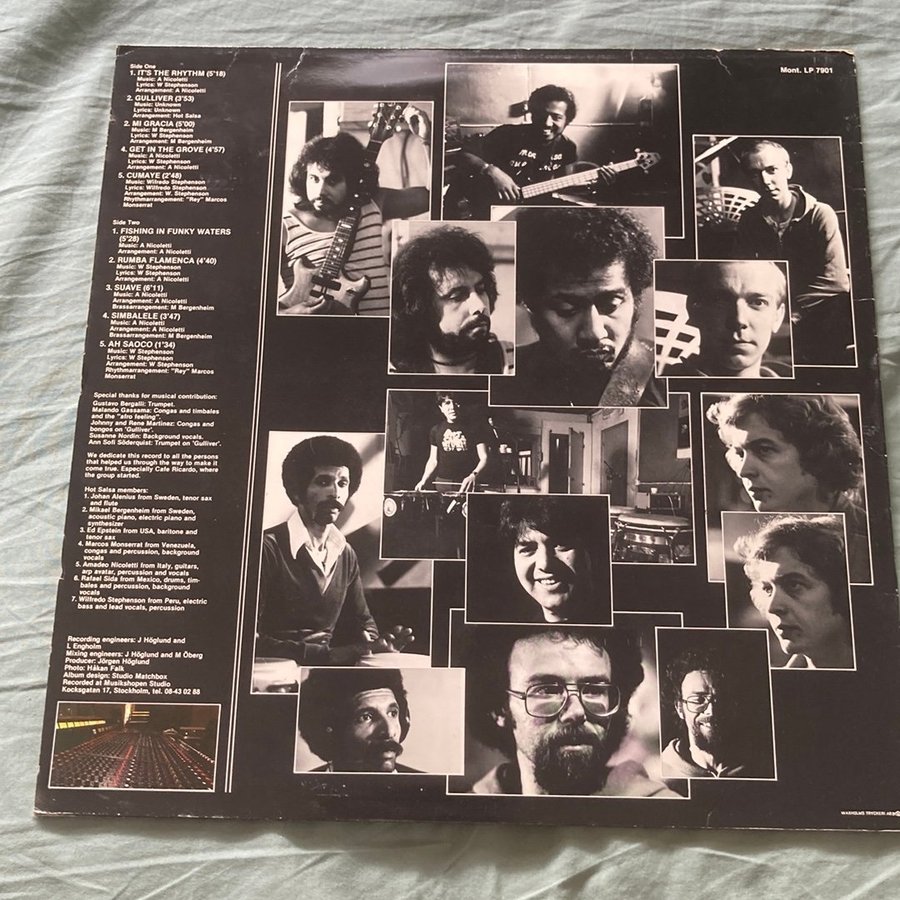 Side One
1. IT'S THE RHYTHM (5'18)
Music: A Nicoletti
Lyrics: W Stephenson
Arrangement: A Nicoletti
2. GULLIVER (3'53)
Music: Unknown
Lyrics: Unknown
Arrangement: Hot Salsa
2. MI GRACIA (5'00)
Music: M Bergenheim
Lyrics: W Stephenson
Arrangement: M Bergenheim
4. GET IN THE GROVE (4'57)
Music: A Nicoletti
Lyrics: W Stephenson
Arrangement: A Nicoletti
5. CUMAYE (2'48)
Music: Wilfredo Stephenson
Lyrics: Wilfredo Stephenson
Arrangement: W. Stephenson
Rhythmarrangement: "Rey" Marcos
Monserrat
Side Two
1. FISHING IN FUNKY WATERS
(5'28)
Music: A Nicoletti
Arrangement: A Nicoletti
2. RUMBA FLAMENCA (4'40)
Music: W Stephenson
Lyrics: W Stephenson
Arrangement: A Nicoletti
3. SUAVE (6'11)
Music: A Nicoletti
Arrangement: A Nicoletti
Brassarrangement: M Bergenheim
4. SIMBALELE (3'47)
Music: A Nicoletti
Arrangement: A Nicoletti
Brassarrangement: M Bergenheim
5. AH SAOCO (1'34)
Music: W Stephenson
Lyrics: W Stephenson
Arrangement: W Stephenson
Rhythmarrangement: "Rey" Marcos
Monserrat
Special thanks for musical contribution:
Gustavo Bergalli: Trumpet.
Malando Gassama: Congas and timbales
and the "afro feeling".
Johnny and Rene Martinez: Congas and
bongos on 'Gulliver'.
Susanne Nordin: Background vocals.
Ann Sofi Söderquist: Trumpet on 'Gulliver'.
We dedicate this record to all the persons
that helped us through the way to make it
come true. Especially Cafe Ricardo, where
the group started.
Hot Salsa members:
1. Johan Alenius from Sweden, tenor sax
and flute
2. Mikael Bergenheim from Sweden,
acoustic piano, electric piano and
synthesizer
3. Ed Epstein from USA, baritone and
tenor sax
4. Marcos Monserrat from Venezuela,
congas and percussion, background
vocals
5. Amadeo Nicoletti from Italy, guitars,
arp avatar, percussion and vocals
6. Rafael Sida from Mexico, drums, tim-
bales and percussion, background
vocals
7. Wilfredo Stephenson from Peru, electric
bass and lead vocals, percussion
Recording engineers: J Höglund and
L Engholm
Mixing engineers: J Höglund and M Öberg
Producer: Jörgen Höglund
Photo: Håkan Falk
Album design: Studio Matchbox
Recorded at Musikshopen Studio
Kocksgatan 17, Stockholm, tel. 08-43 02 88
Mont. LP 7901
WAXHOLMS TRYCKERI AB